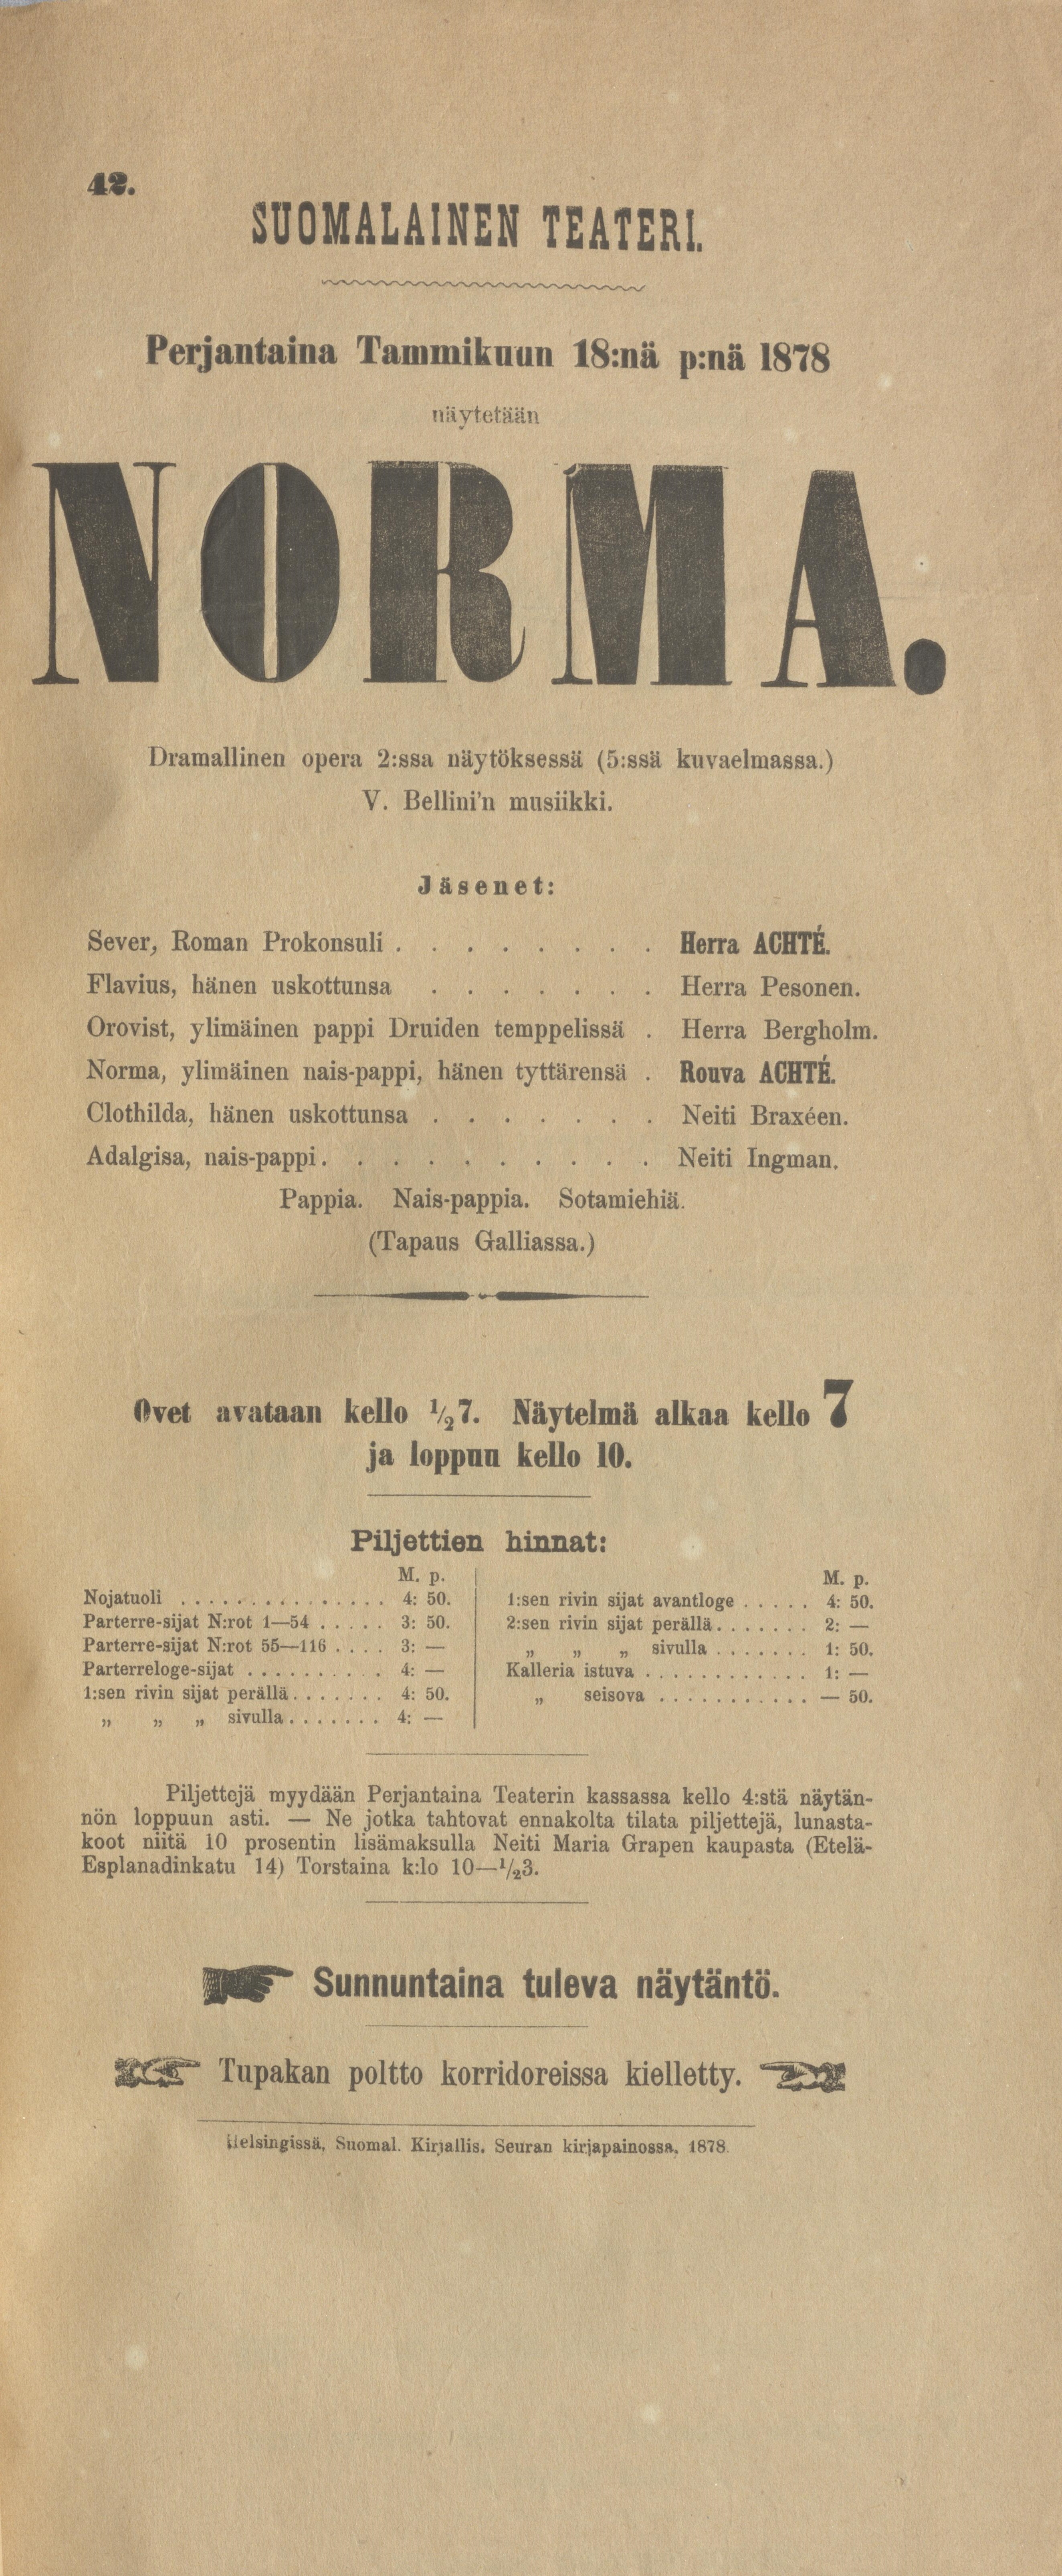 42.
SUOMALAINEN TEATERI.
Perjantaina Tammikuun 18:nä p:nä 1878
näytetään
NORMA.
Dramallinen opera 2:ssa näytöksessä (5:ssä kuvaelmassa.)
V. Bellini'n musiikki.
Jäsenet:
Sever, Roman Prokonsuli . . . . . . . . Herra ACHTÉ.
Flavius, hänen uskottunsa . . . . . . . Herra Pesonen.
Orovist, ylimäinen pappi Druiden temppelissä . Herra Bergholm.
Norma, ylimäinen nais-pappi, hänen tyttärensä . Rouva ACHTÉ.
Clothilda, hänen uskottunsa . . . . . . . Neiti Braxéen.
Adalgisa, nais-pappi. . . . . . . . . . Neiti Ingman.
Pappia. Nais-pappia. Sotamiehiä.
(Tapaus Galliassa.)
Ovet avataan kello ½7. Näytelmä alkaa kello 7
ja loppuu kello 10.
Piljettien hinnat:
M. p.
Nojatuoli . . . . . . . . . . . . . . . 4: 50.
Parterre-sijat N:rot 1—54 . . . . . 3: 50.
Parterre-sijat N:rot 55—116 . . . . 3: —
Parterreloge-sijat . . . . . . . . . . 4: —
1:sen rivin sijat perällä . . . . . . . 4: 50.
„ „ „ sivulla . . . . . . . 4: —
M. p.
1:sen rivin sijat avantloge . . . . . 4: 50.
2:sen rivin sijat perällä . . . . . . . 2: —
„ „ „ sivulla . . . . . . . 1: 50.
Kalleria istuva . . . . . . . . . . . . 1: —
„ seisova . . . . . . . . . . . — 50.
Piljettejä myydään Perjantaina Teaterin kassassa kello 4:stä näytän-
nön loppuun asti. — Ne jotka tahtovat ennakolta tilata piljettejä, lunasta-
koot niitä 10 prosentin lisämaksulla Neiti Maria Grapen kaupasta (Etelä-
Esplanadinkatu 14) Torstaina k:lo 10—½3.
Sunnuntaina tuleva näytäntö.
Tupakan poltto korridoreissa kielletty.
Helsingissä, Suomal. Kirjallis. Seuran kirjapainossa, 1878.